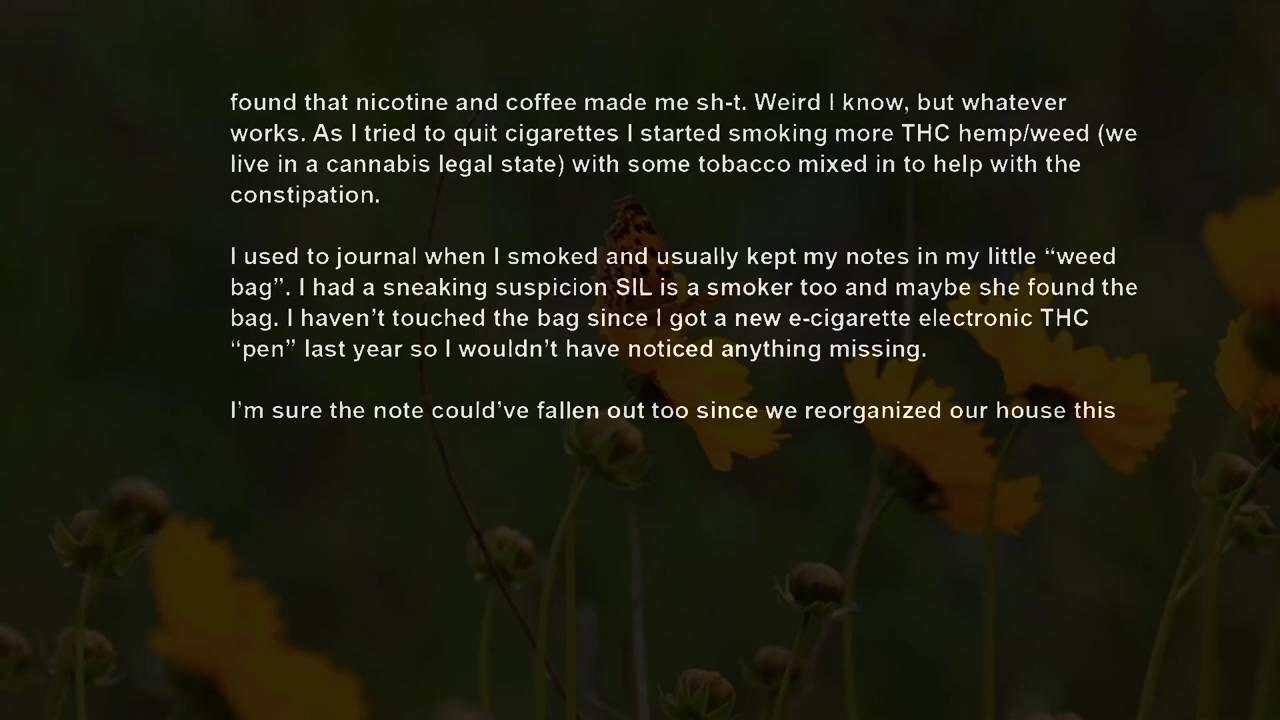 found that nicotine and coffee made me sh-t. Weird I know, but whatever
works. As I tried to quit cigarettes I started smoking more THC hemp/weed (we
live in a cannabis legal state) with some tobacco mixed in to help with the
constipation.
I used to journal when I smoked and usually kept my notes in my little “weed
bag”. I had a sneaking suspicion SIL is a smoker too and maybe she found the
bag. I haven’t touched the bag since I got a new e-cigarette electronic THC
“pen” last year so I wouldn’t have noticed anything missing.
I’m sure the note could’ve fallen out too since we reorganized our house this